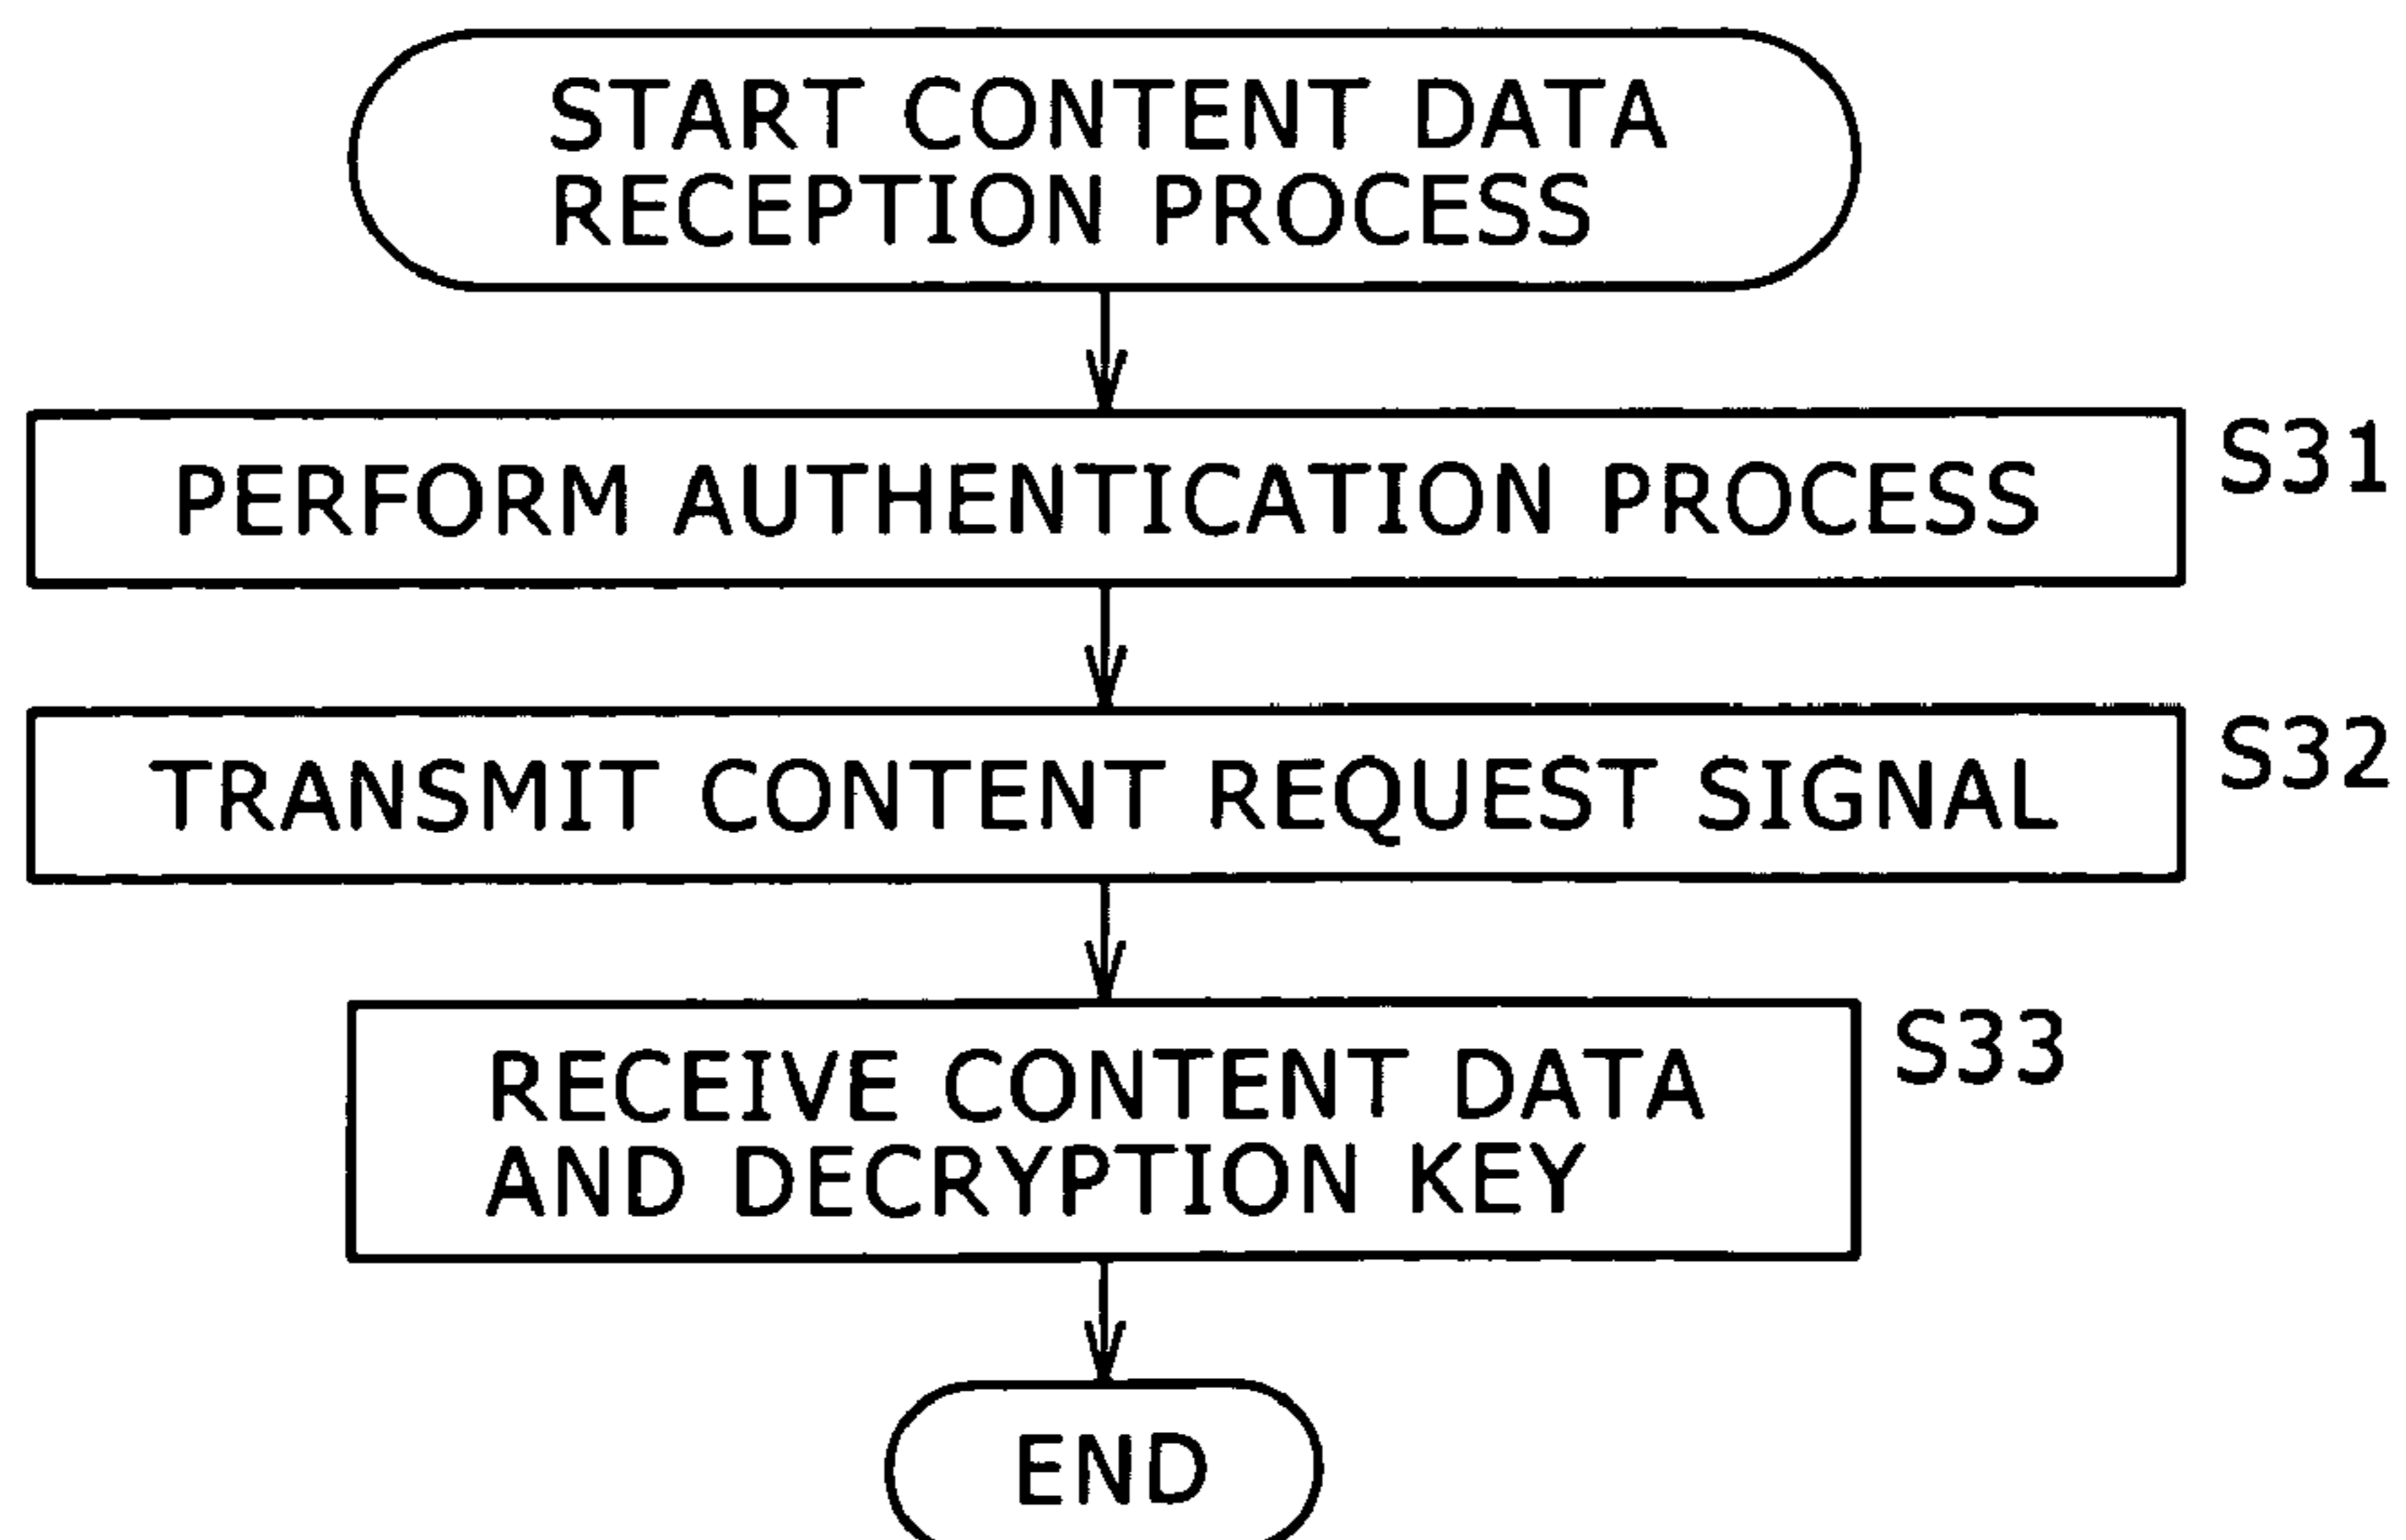 START CONTENT DATA
RECEPTION PROCESS
PERFORM AUTHENTICATION PROCESS
S31
TRANSMIT CONTENT REQUEST SIGNAL
S32
RECEIVE CONTENT DATA
S33
AND DECRYPTION KEY
END